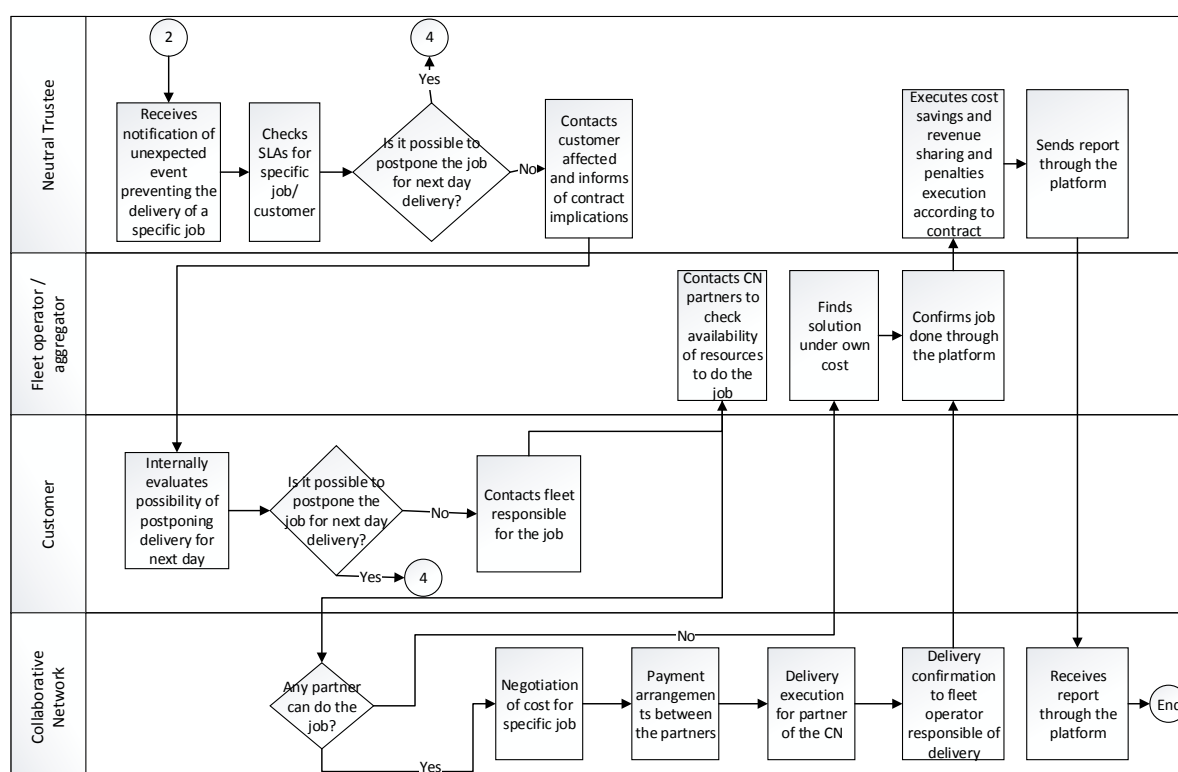 Neutral Trustee
2
4
Yes
Receives
notification of
unexpected
event
preventing the
delivery of a
specific job
Checks
SLAs for
specific
job/
customer
Is it possible to
postpone the job
for next day
delivery?
No
Contacts
customer
affected
and informs
of contract
implications
Executes cost
savings and
revenue
sharing and
penalties
execution
according to
contract
Sends report
through the
platform
Fleet operator /
aggregator
Contacts CN
partners to
check
availability
of resources
to do the
job
Finds
solution
under own
cost
Confirms job
done through
the platform
Customer
Internally
evaluates
possibility of
postponing
delivery for
next day
Is it possible to
postpone the
job for next day
delivery?
No
Yes
4
Contacts fleet
responsible
for the job
Collaborative
Network
Any partner
can do the
job?
No
Yes
Negotiation
of cost for
specific job
Payment
arrangemen
ts between
the partners
Delivery
execution
for partner
of the CN
Delivery
confirmation
to fleet
operator
responsible of
delivery
Receives
report
through the
platform
End